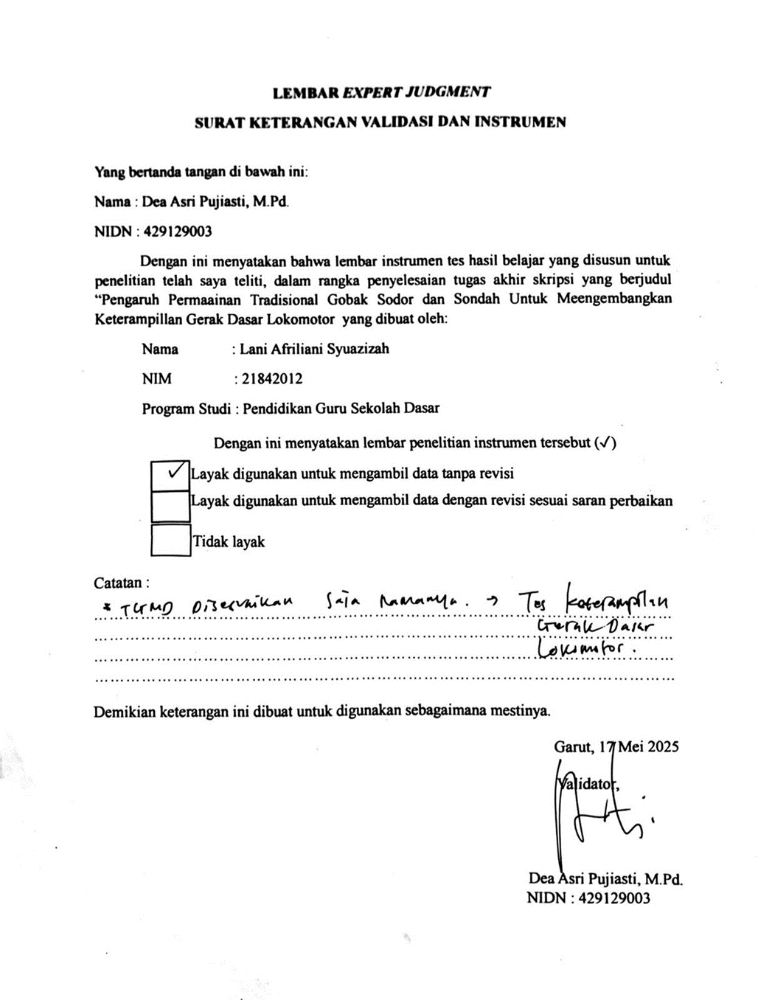 LEMBAR EXPERT JUDGMENT
SURAT KETERANGAN VALIDASI DAN INSTRUMEN
Yang bertanda tangan di bawah ini:
Nama : Dea Asri Pujiasti, M.Pd.
NIDN : 429129003
Dengan ini menyatakan bahwa lembar instrumen tes hasil belajar yang disusun untuk
penelitian telah saya teliti, dalam rangka penyelesaian tugas akhir skripsi yang berjudul
“Pengaruh Permaainan Tradisional Gobak Sodor dan Sondah Untuk Meengembangkan
Keterampillan Gerak Dasar Lokomotor yang dibuat oleh:
Nama : Lani Afriliani Syuazizah
NIM : 21842012
Program Studi : Pendidikan Guru Sekolah Dasar
Dengan ini menyatakan lembar penelitian instrumen tersebut (√)
✓ Layak digunakan untuk mengambil data tanpa revisi
Layak digunakan untuk mengambil data dengan revisi sesuai saran perbaikan
Tidak layak
Catatan :
* TGMD Disesuaikan saja namanya. → Tes keterampilan
Gerak Dasar
Lokomotor.
Demikian keterangan ini dibuat untuk digunakan sebagaimana mestinya.
Garut, 17 Mei 2025
Validator,
Dea Asri Pujiasti, M.Pd.
NIDN : 429129003